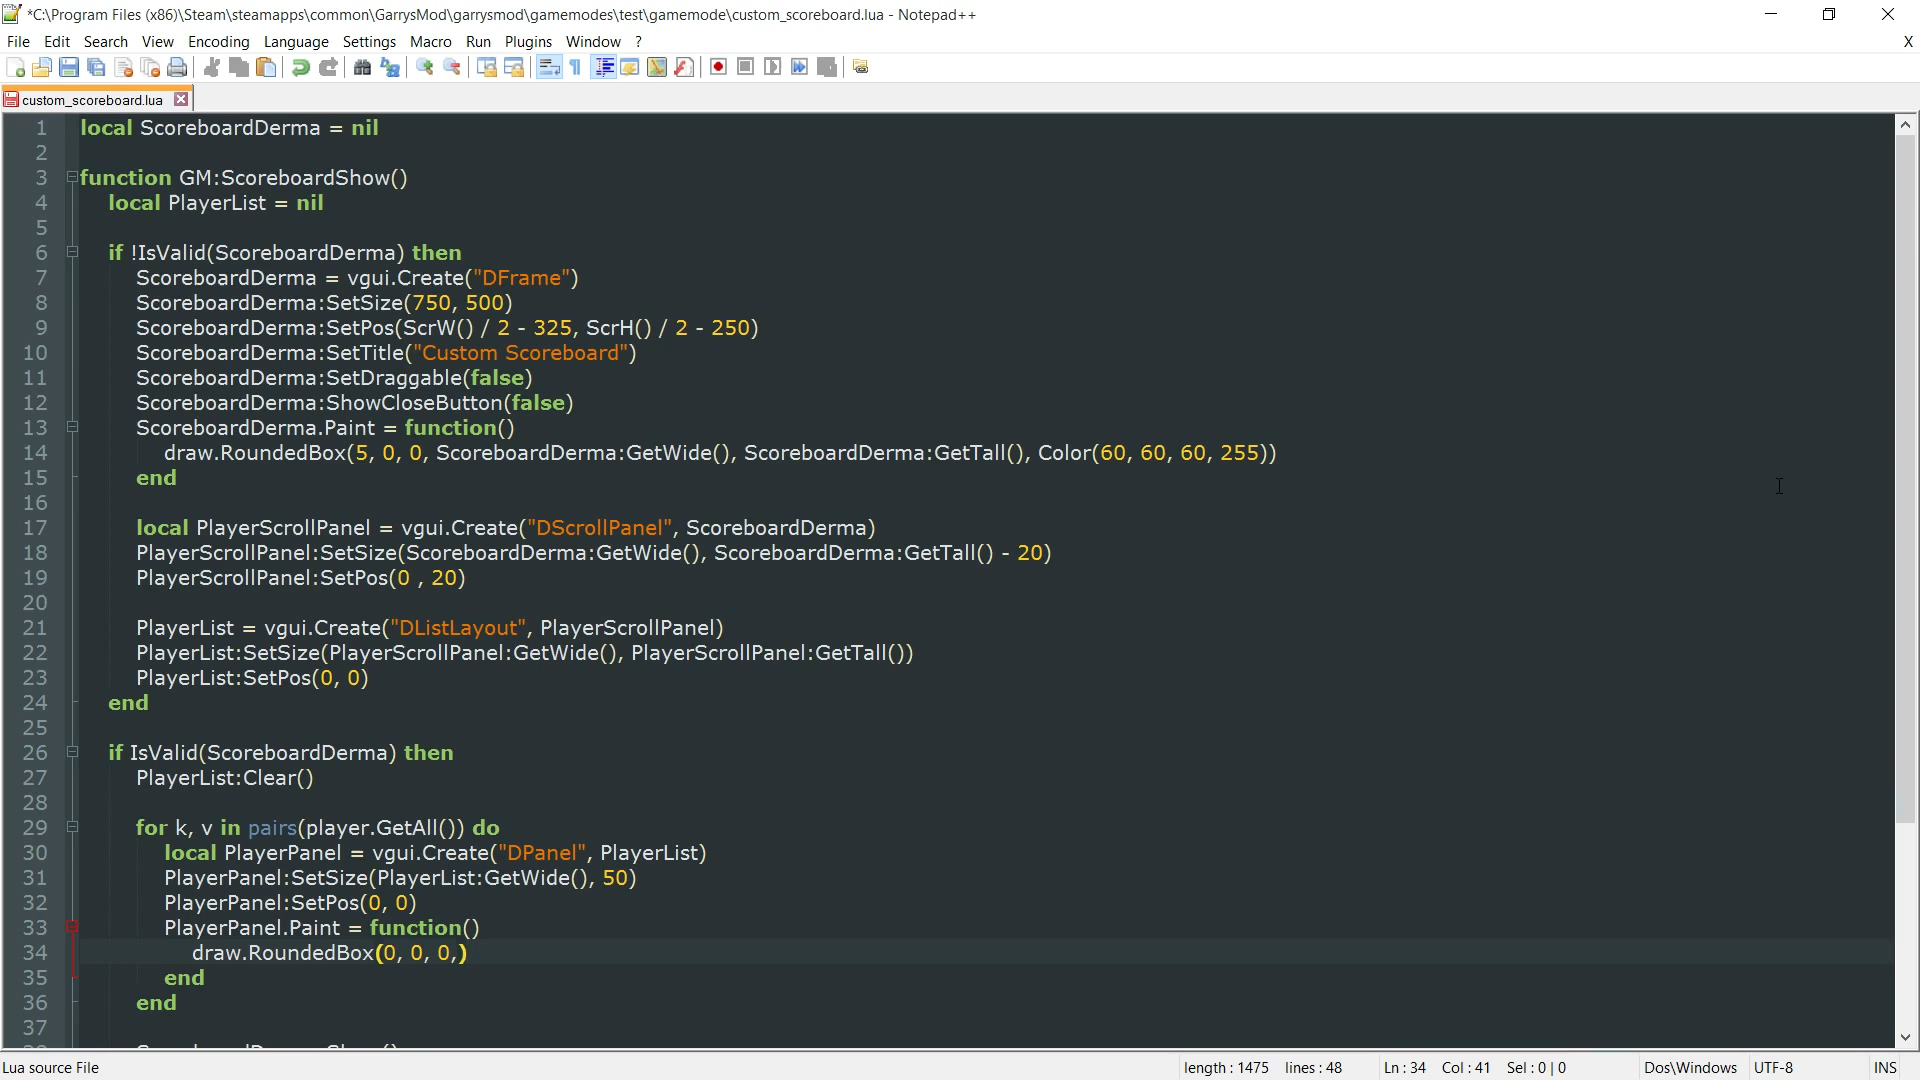 *C:\Program Files (x86)\Steam\steamapps\common\GarrysMod\garrysmod\gamemodes\test\gamemode\custom_scoreboard.lua - Notepad++
File Edit Search View Encoding Language Settings Macro Run Plugins Window ? X
custom_scoreboard.lua
1 local ScoreboardDerma = nil
2
3 function GM:ScoreboardShow()
4 local PlayerList = nil
5
6 if !IsValid(ScoreboardDerma) then
7 ScoreboardDerma = vgui.Create("DFrame")
8 ScoreboardDerma:SetSize(750, 500)
9 ScoreboardDerma:SetPos(ScrW() / 2 - 325, ScrH() / 2 - 250)
10 ScoreboardDerma:SetTitle("Custom Scoreboard")
11 ScoreboardDerma:SetDraggable(false)
12 ScoreboardDerma:ShowCloseButton(false)
13 ScoreboardDerma.Paint = function()
14 draw.RoundedBox(5, 0, 0, ScoreboardDerma:GetWide(), ScoreboardDerma:GetTall(), Color(60, 60, 60, 255))
15 end
16
17 local PlayerScrollPanel = vgui.Create("DScrollPanel", ScoreboardDerma)
18 PlayerScrollPanel:SetSize(ScoreboardDerma:GetWide(), ScoreboardDerma:GetTall() - 20)
19 PlayerScrollPanel:SetPos(0 , 20)
20
21 PlayerList = vgui.Create("DListLayout", PlayerScrollPanel)
22 PlayerList:SetSize(PlayerScrollPanel:GetWide(), PlayerScrollPanel:GetTall())
23 PlayerList:SetPos(0, 0)
24 end
25
26 if IsValid(ScoreboardDerma) then
27 PlayerList:Clear()
28
29 for k, v in pairs(player.GetAll()) do
30 local PlayerPanel = vgui.Create("DPanel", PlayerList)
31 PlayerPanel:SetSize(PlayerList:GetWide(), 50)
32 PlayerPanel:SetPos(0, 0)
33 PlayerPanel.Paint = function()
34 draw.RoundedBox(0, 0, 0,)
35 end
36 end
37
Lua source File length : 1475 lines : 48 Ln : 34 Col : 41 Sel : 0 | 0 Dos\Windows UTF-8 INS